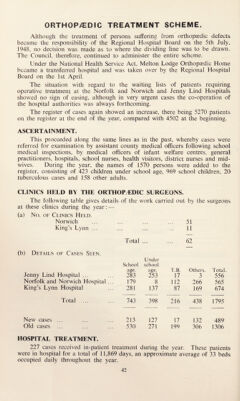 ORTHOPÆDIC TREATMENT SCHEME.
Although the treatment of persons suffering from orthopedic defects
became the responsibility of the Regional Hospital Board on the 5th July,
1948, no decision was made as to where the dividing line was to be drawn.
The Council, therefore, continued to administer the entire scheme.
Under the National Health Service Act, Melton Lodge Orthopædic Home
became a transferred hospital and was taken over by the Regional Hospital
Board on the 1st April.
The situation with regard to the waiting lists of patients requiring
operative treatment at the Norfolk and Norwich and Jenny Lind Hospitals
showed no sign of easing, although in very urgent cases the co-operation of
the hospital authorities was always forthcoming.
The register of cases again showed an increase, there being 5270 patients
on the register at the end of the year, compared with 4502 at the beginning.
ASCERTAINMENT.
This proceeded along the same lines as in the past, whereby cases were
referred for examination by assistant county medical officers following school
medical inspections, by medical officers of infant welfare centres, general
practitioners, hospitals, school nurses, health visitors, district nurses and mid-
wives. During the year, the names of 1570 persons were added to the
register, consisting of 423 children under school age, 969 school children, 20
tuberculous cases and 158 other adults.
CLINICS HELD BY THE ORTHOPÆDIC SURGEONS.
The following table gives details of the work carried out by the surgeons
at these clinics during the year :—
(a) No. of Clinics Held.
Norwich ... ... ... ... 51
King's Lynn ... ... ... ... 11
Total ... ... 62
(b) Details of Cases Seen.
School age. Under school age. T.B. Others. Total.
Jenny Lind Hospital ... 283 253 17 3 556
Norfolk and Norwich Hospital ... 179 8 112 266 565
King's Lynn Hospital 281 137 87 169 674
Total ... ... 743 398 216 438 1795
New cases ... ... ... 213 127 17 132 489
Old cases ... ... ... 530 271 199 306 1306
HOSPITAL TREATMENT.
227 cases received in-patient treatment during the year. These patients
were in hospital for a total of 11,869 days, an approximate average of 33 beds
occupied daily throughout the year.
42